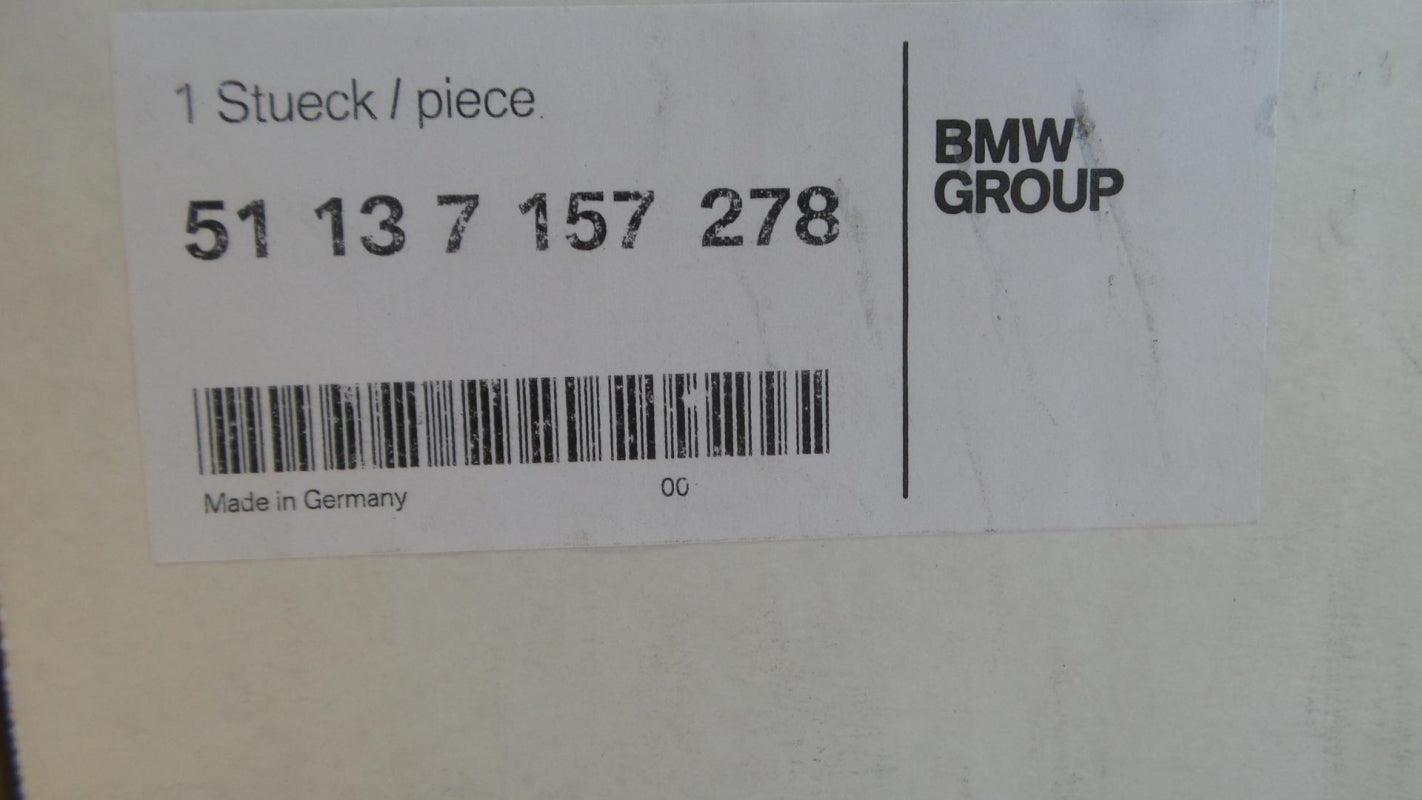 1 Stueck / piece
51 13 7 157 278
Made in Germany
00
BMW
GROUP